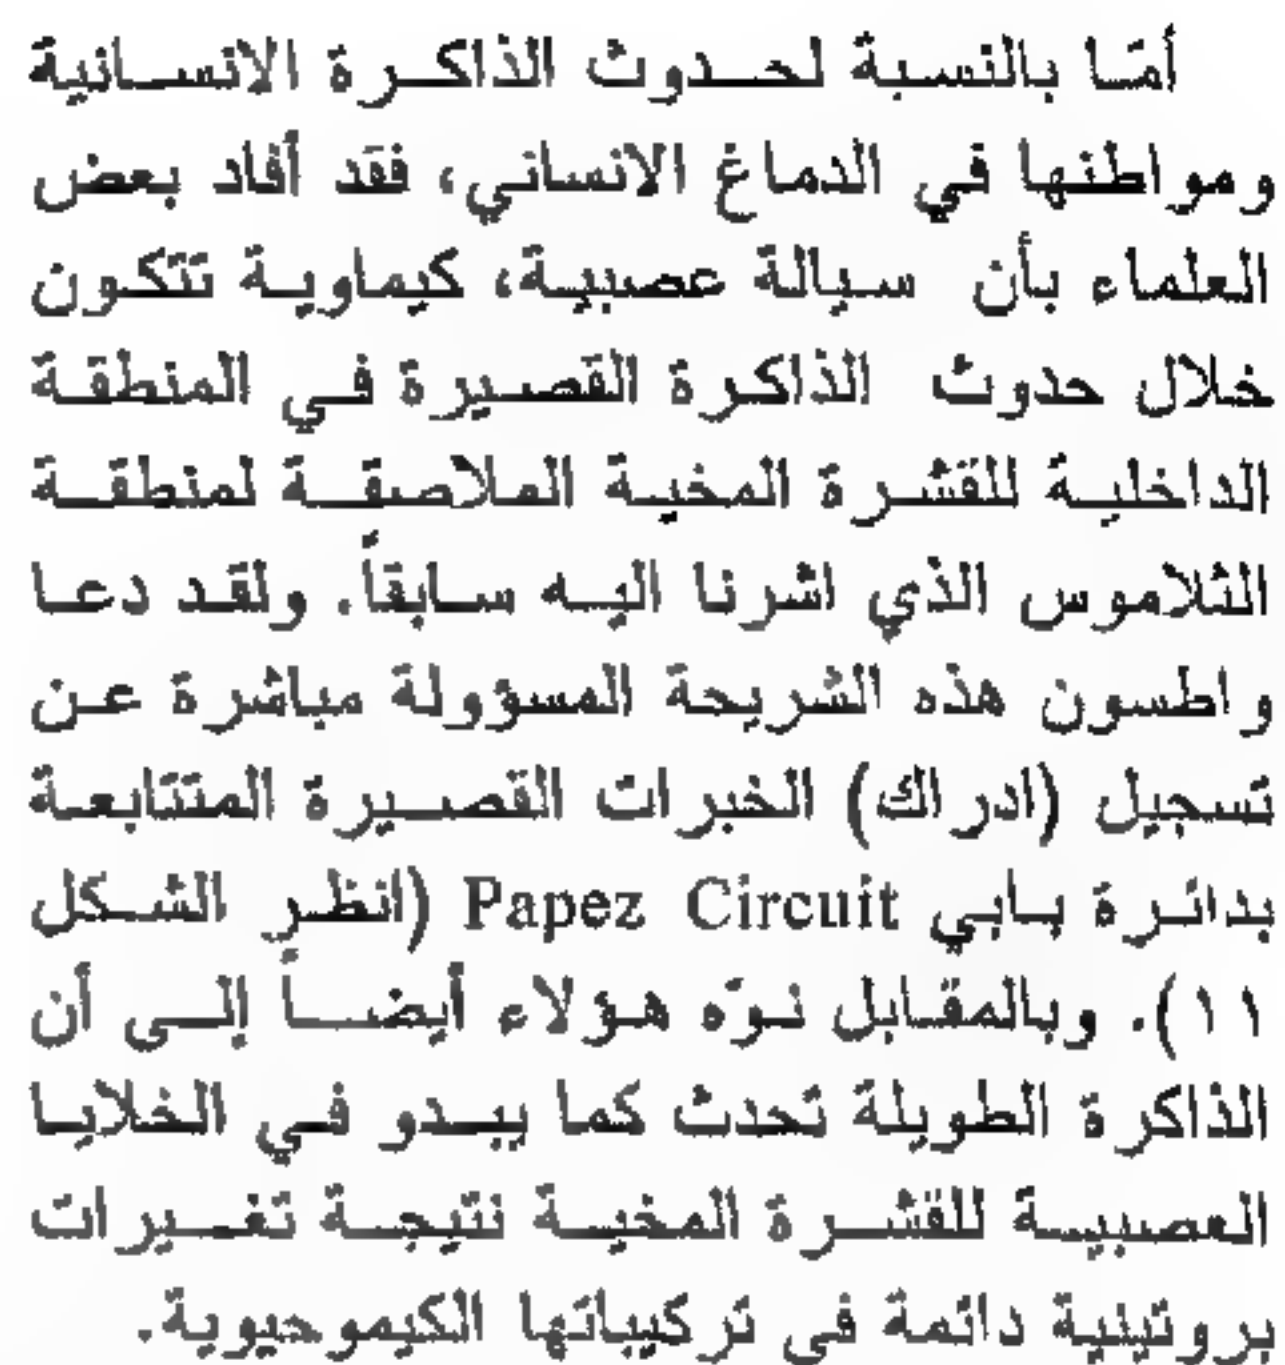 أمّا بالنسبة لحدوث الذاكرة الانسانية
ومواطنها في الدماغ الانساني، فقد أفاد بعض
العلماء بأن سيالة عصبية، كيماوية تتكون
خلال حدوث الذاكرة القصيرة في المنطقة
الداخلية للقشرة المخية الملاصقة لمنطقة
الثلاموس الذي اشرنا اليه سابقاً. ولقد دعا
واطسون هذه الشريحة المسؤولة مباشرة عن
تسجيل (ادراك) الخبرات القصيرة المتتابعة
بدائرة بابي Papez Circuit (انظر الشكل
١١). وبالمقابل نوّه هؤلاء أيضاً إلى أن
الذاكرة الطويلة تحدث كما يبدو في الخلايا
العصبية للقشرة المخية نتيجة تغيرات
بروتينية دائمة في تركيباتها الكيموحيوية.